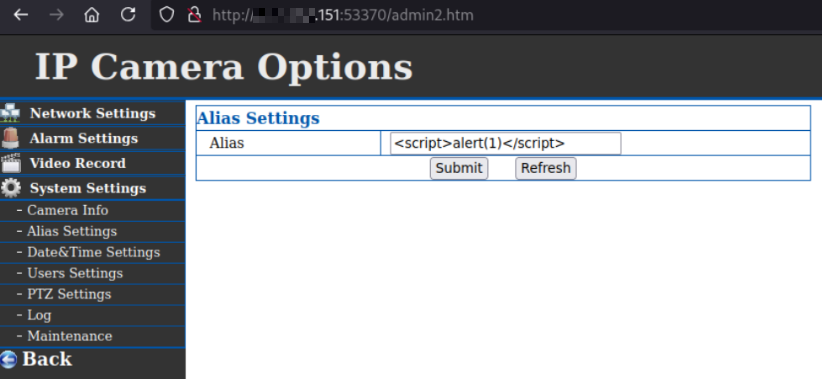 http://.151:53370/admin2.htm
IP Camera Options
Network Settings
Alarm Settings
Video Record
System Settings
- Camera Info
- Alias Settings
- Date&Time Settings
- Users Settings
- PTZ Settings
- Log
- Maintenance
Back
Alias Settings
Alias <script>alert(1)</script>
Submit Refresh